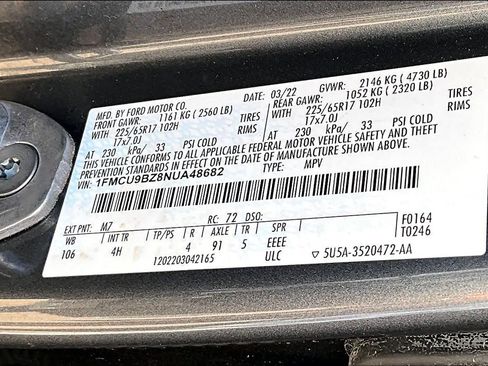 MFD. BY FORD MOTOR CO.
03/22 GVWR: 2146 KG ( 4730 LB)
FRONT GAWR: 1161 KG ( 2560 LB) REAR GAWR: 1052 KG ( 2320 LB)
WITH 225/65R17 102H TIRES WITH 225/65R17 102H TIRES
17x7.0J RIMS 17x7.0J RIMS
AT 230 kPa/ 33 PSI COLD AT 230 kPa/ 33 PSI COLD
THIS VEHICLE CONFORMS TO ALL APPLICABLE FEDERAL MOTOR VEHICLE SAFETY AND THEFT
PREVENTION STANDARDS IN EFFECT ON THE DATE OF MANUFACTURE SHOWN ABOVE.
VIN: 1FMCU9BZ8NUA48682 TYPE: MPV
EXT PNT: M7 RC: 72 DSO: F0164
WB INT TR TP/PS R AXLE TR SPR T0246
106 4H 4 91 5 EEEE
1202203042165 ULC 5U5A-3520472-AA